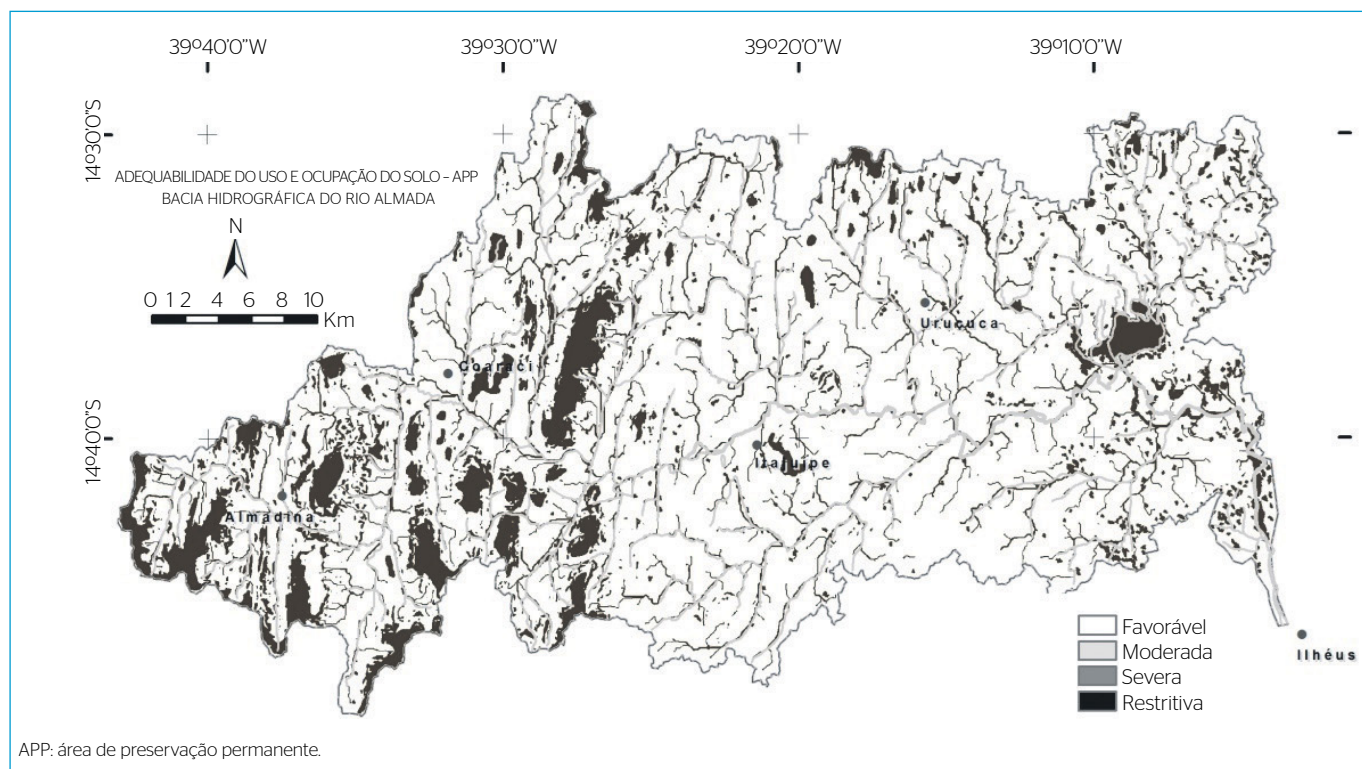 39º40’0’’W 39º30’0’’W 39º20’0’’W 39º10’0’’W
14º30’0’’S
ADEQUABILIDADE DO USO E OCUPAÇÃO DO SOLO – APP
BACIA HIDROGRÁFICA DO RIO ALMADA
N
0 1 2 4 6 8 10
Km
Uruçuca
Coaraci
14º40’0’’S
Itajuípe
Almadina
Favorável
Moderada
Severa
Restritiva
Ilhéus
APP: área de preservação permanente.